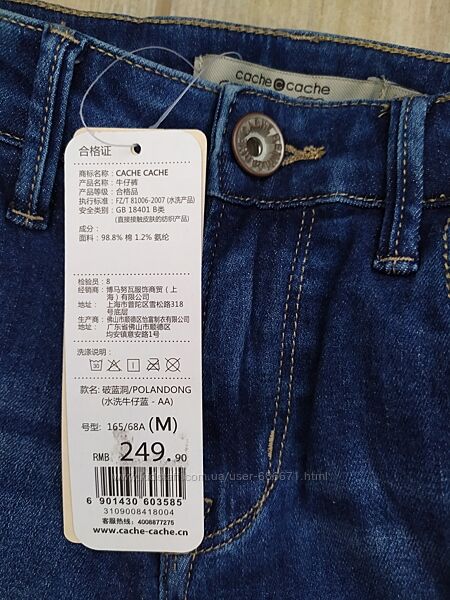 cache cache
合格证
商标名称：CACHE CACHE
产品名称：牛仔裤
产品等级：合格品
执行标准：FZ/T 81006-2007 (水洗产品)
安全类别：GB 18401 B类
(直接接触皮肤的纺织产品)
成分：
面料：98.8% 棉 1.2% 氨纶
检验员：8
经销商：博马努瓦服饰商贸（上
海）有限公司
地址：上海市普陀区雪松路318
号底层
生产商：佛山市顺德区怡富制衣有限公司
地址：广东省佛山市顺德区
均安镇意安路1号
洗涤说明：
30
款名: 破蓝洞/POLANDONG
(水洗牛仔蓝 - AA)
号型: 165/68A (M)
RMB 249.90
6 901430 603585
3109008418004
客服热线：4008877275
www.cache-cache.cn